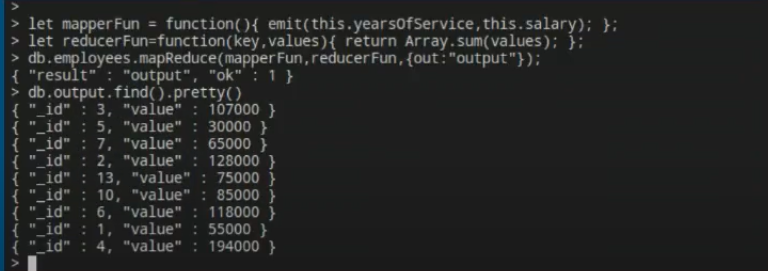 >
> let mapperFun = function(){ emit(this.yearsOfService,this.salary); };
> let reducerFun=function(key,values){ return Array.sum(values); };
> db.employees.mapReduce(mapperFun,reducerFun,{out:"output"});
{ "result" : "output", "ok" : 1 }
> db.output.find().pretty()
{ "_id" : 3, "value" : 107000 }
{ "_id" : 5, "value" : 30000 }
{ "_id" : 7, "value" : 65000 }
{ "_id" : 2, "value" : 128000 }
{ "_id" : 13, "value" : 75000 }
{ "_id" : 10, "value" : 85000 }
{ "_id" : 6, "value" : 118000 }
{ "_id" : 1, "value" : 55000 }
{ "_id" : 4, "value" : 194000 }
>